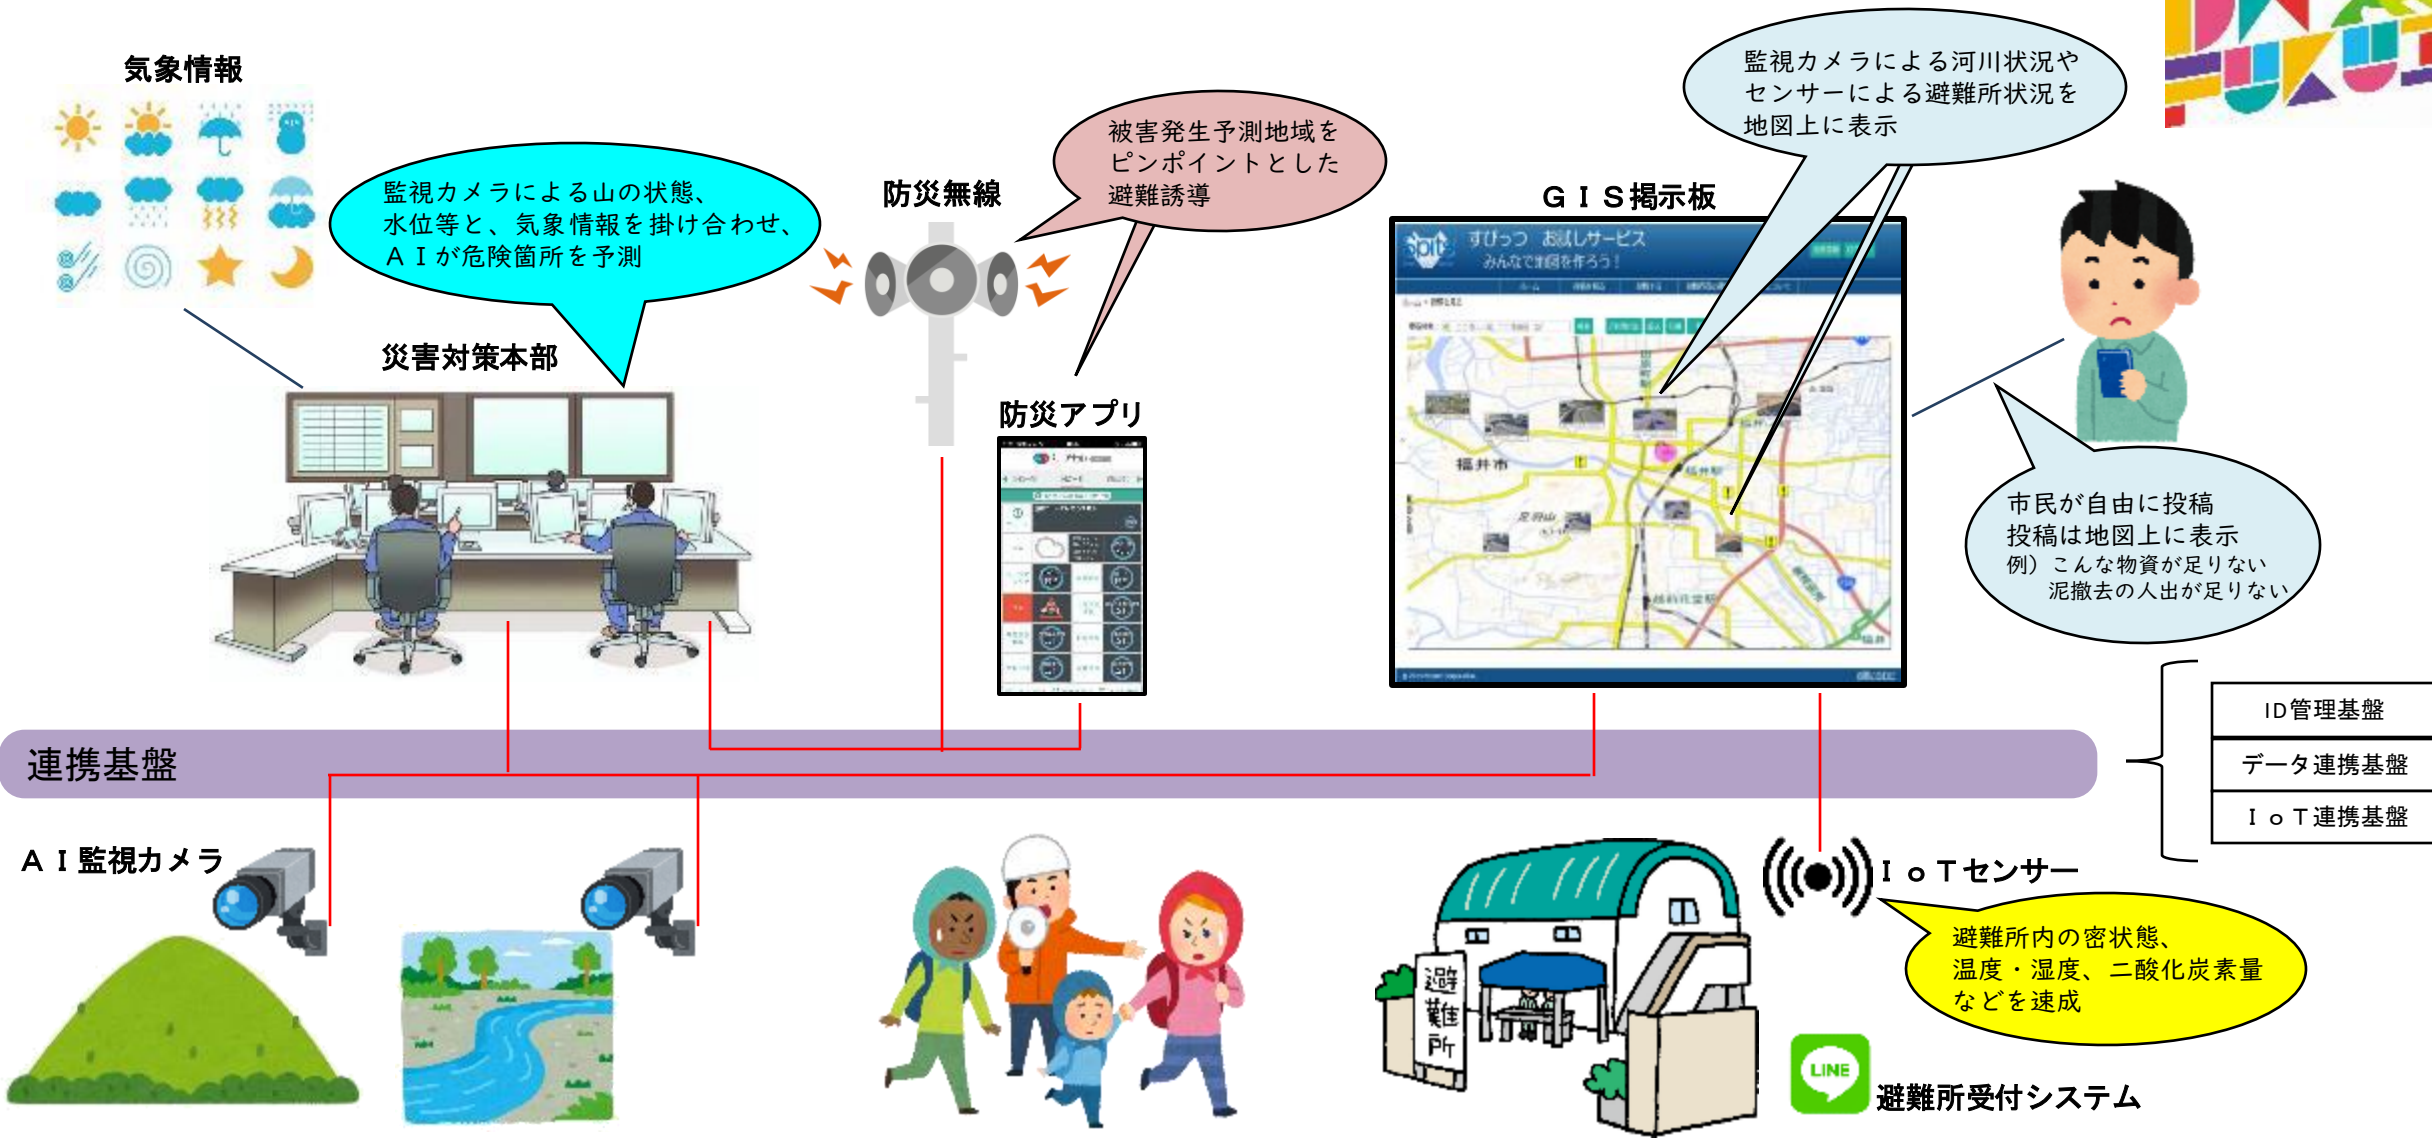 気象情報
監視カメラによる山の状態、
水位等と、気象情報を掛け合わせ、
ＡＩが危険箇所を予測
災害対策本部
防災無線
被害発生予測地域を
ピンポイントとした
避難誘導
防災アプリ
監視カメラによる河川状況や
センサーによる避難所状況を
地図上に表示
ＧＩＳ掲示板
すぴっつ お試しサービス
みんなで地図を作ろう！
福井市
足羽山
福井駅
市民が自由に投稿
投稿は地図上に表示
例）こんな物資が足りない
泥撤去の人出が足りない
連携基盤
ID管理基盤
データ連携基盤
ＩｏＴ連携基盤
ＡＩ監視カメラ
避難所
ＩｏＴセンサー
避難所内の密状態、
温度・湿度、二酸化炭素量
などを速成
LINE
避難所受付システム
FUKUI